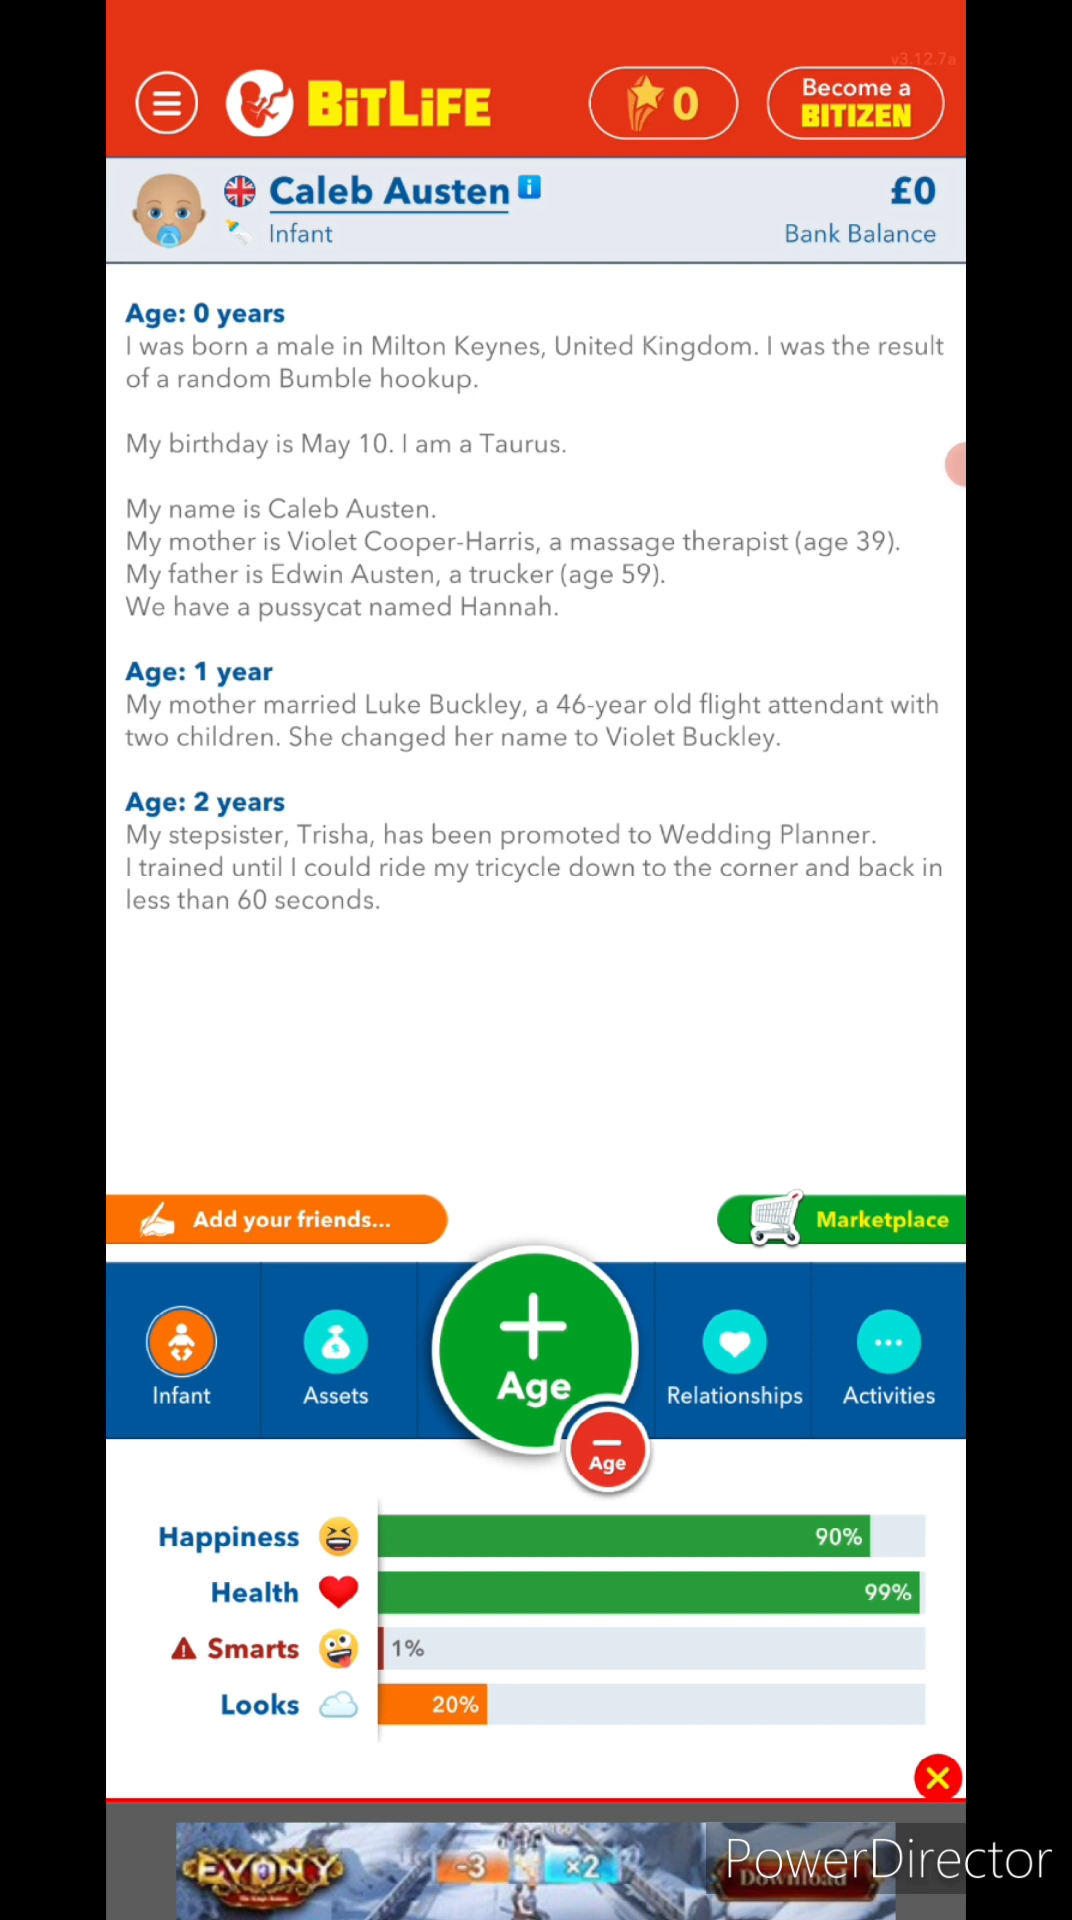 v3.12.7a
BiTLiFE
0
Become a
BITIZEN
Caleb Austen i
£0
Infant
Bank Balance
Age: 0 years
I was born a male in Milton Keynes, United Kingdom. I was the result
of a random Bumble hookup.
My birthday is May 10. I am a Taurus.
My name is Caleb Austen.
My mother is Violet Cooper-Harris, a massage therapist (age 39).
My father is Edwin Austen, a trucker (age 59).
We have a pussycat named Hannah.
Age: 1 year
My mother married Luke Buckley, a 46-year old flight attendant with
two children. She changed her name to Violet Buckley.
Age: 2 years
My stepsister, Trisha, has been promoted to Wedding Planner.
I trained until I could ride my tricycle down to the corner and back in
less than 60 seconds.
Add your friends...
Marketplace
Infant
Assets
Age
Relationships
Activities
Age
Happiness
90%
Health
99%
Smarts
1%
Looks
20%
EVONY
-3
x2
Download
PowerDirector